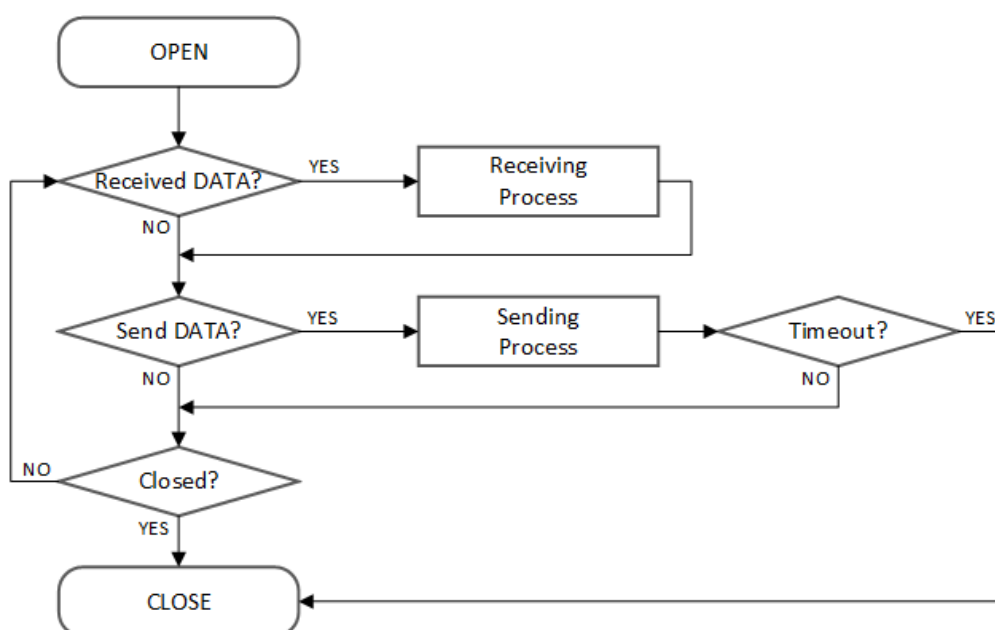 OPEN
Received DATA?
YES
Receiving
Process
NO
Send DATA?
YES
Sending
Process
Timeout?
YES
NO
NO
Closed?
NO
YES
CLOSE